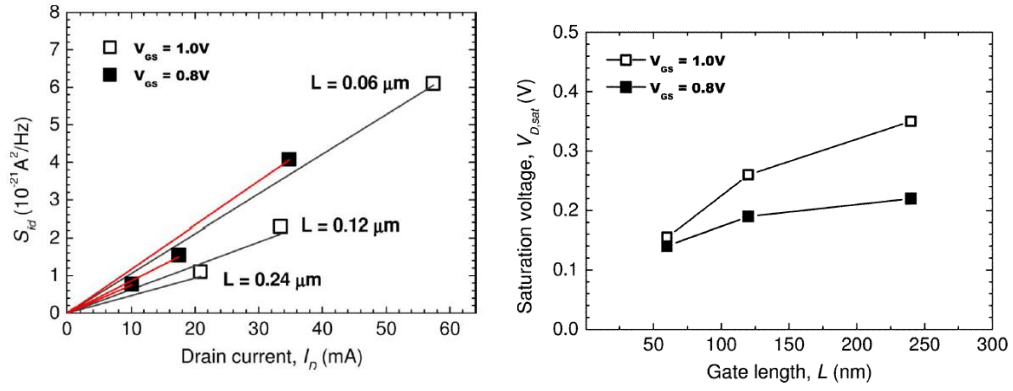 8
7
6
5
4
3
2
1
0
S_id (10^-21 A^2/Hz)
V_GS = 1.0V
V_GS = 0.8V
L = 0.06 μm
L = 0.12 μm
L = 0.24 μm
0 10 20 30 40 50 60
Drain current, I_D (mA)
0.5
0.4
0.3
0.2
0.1
0.0
Saturation voltage, V_D,sat (V)
V_GS = 1.0V
V_GS = 0.8V
50 100 150 200 250 300
Gate length, L (nm)